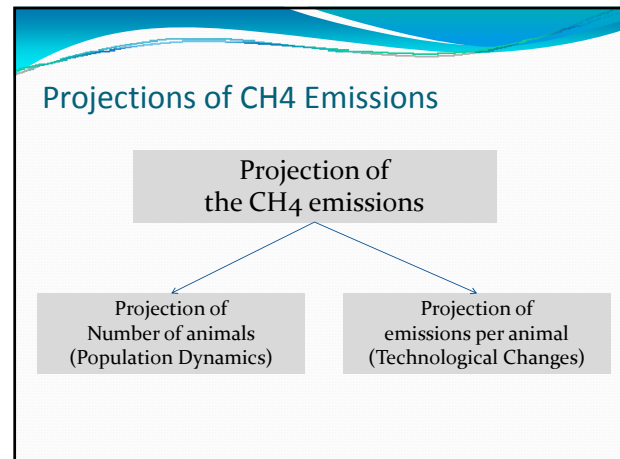 Projections of CH4 Emissions
Projection of
the CH4 emissions
Projection of
Number of animals
(Population Dynamics)
Projection of
emissions per animal
(Technological Changes)